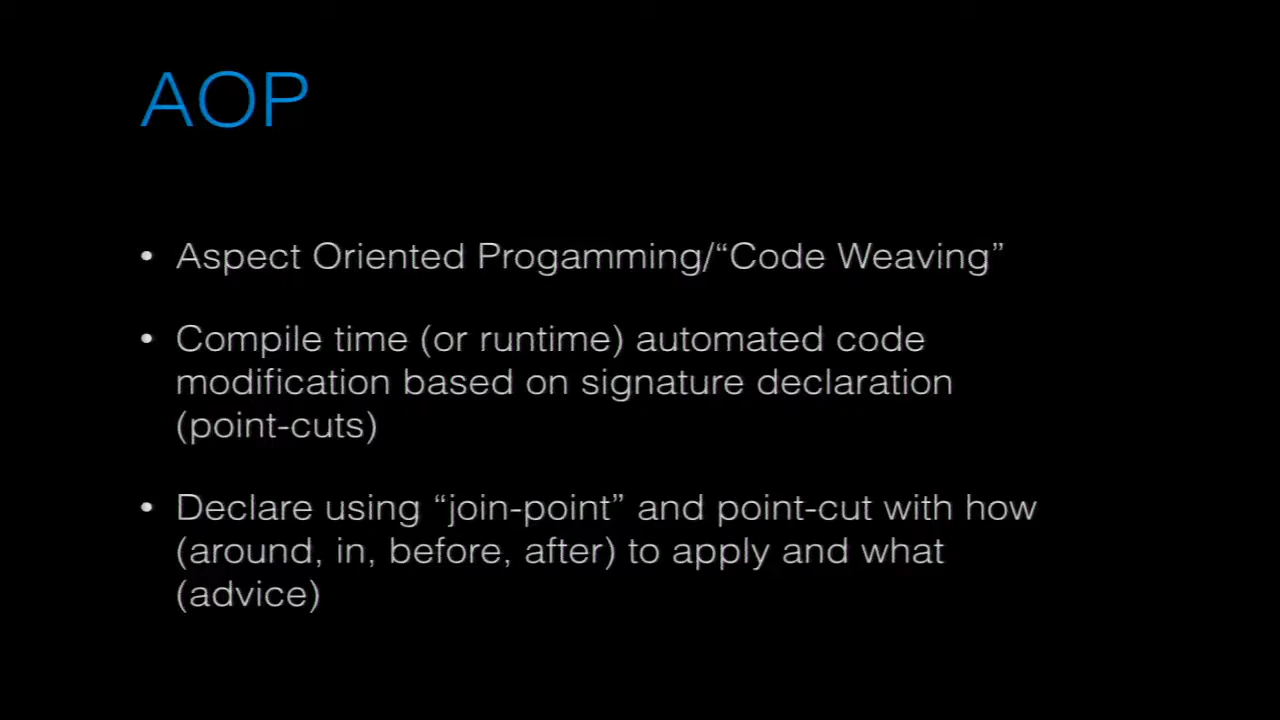 AOP
• Aspect Oriented Progamming/“Code Weaving”
• Compile time (or runtime) automated code
modification based on signature declaration
(point-cuts)
• Declare using “join-point” and point-cut with how
(around, in, before, after) to apply and what
(advice)